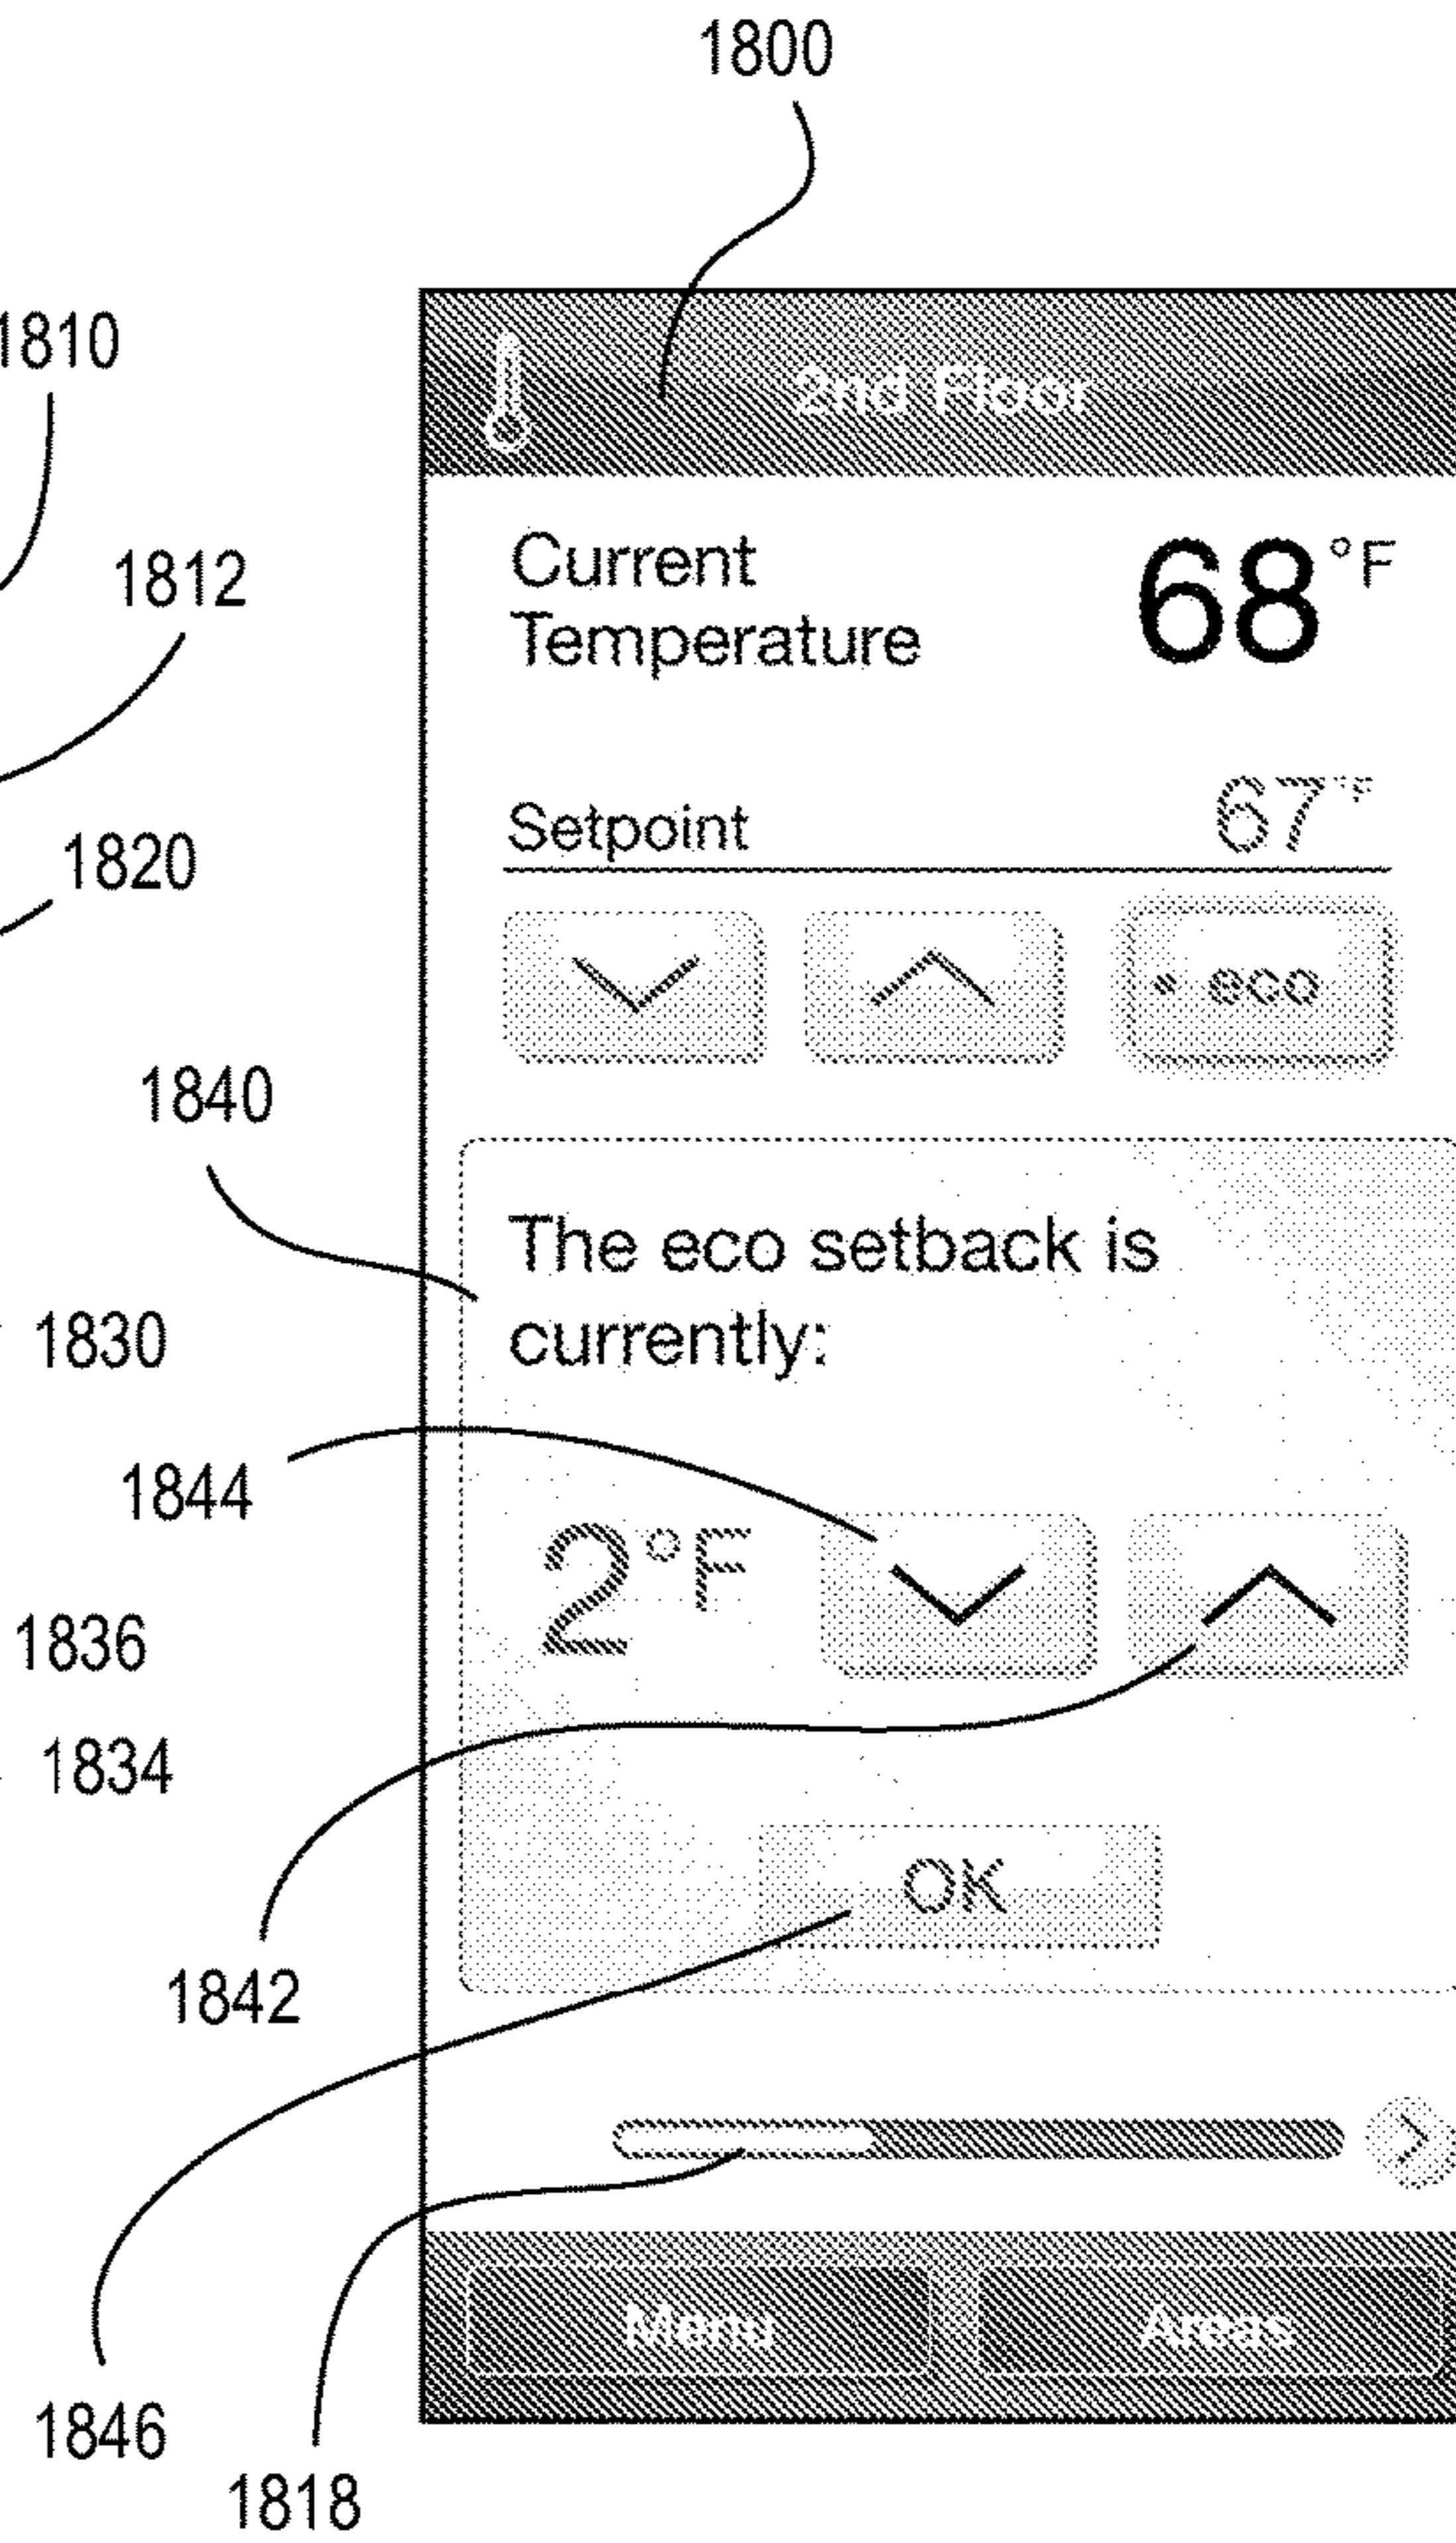 1800
1810
2nd Floor
1812
Current
Temperature
68°F
1820
Setpoint
67°F
eco
1840
The eco setback is
currently:
1830
1844
2°F
1836
1834
OK
1842
Menu
Areas
1846
1818